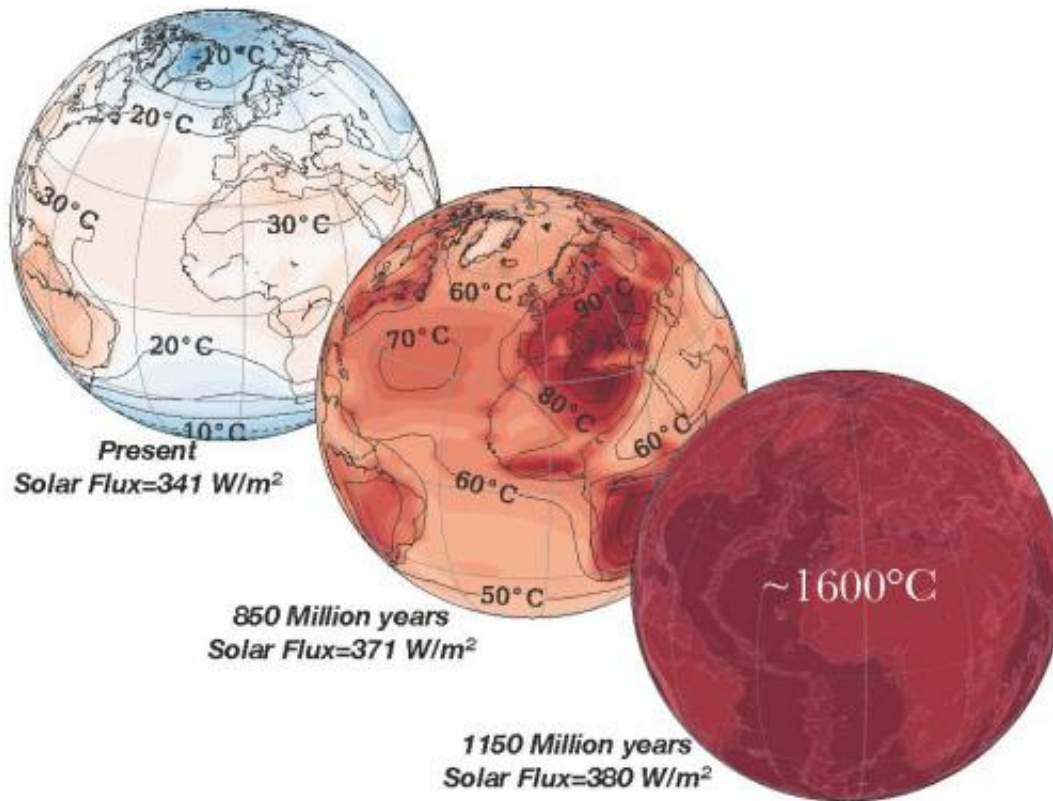 -10°C
20°C
30°C
30°C
20°C
10°C
Present
Solar Flux=341 W/m²
60°C
90°C
70°C
80°C
60°C
60°C
50°C
850 Million years
Solar Flux=371 W/m²
~1600°C
1150 Million years
Solar Flux=380 W/m²